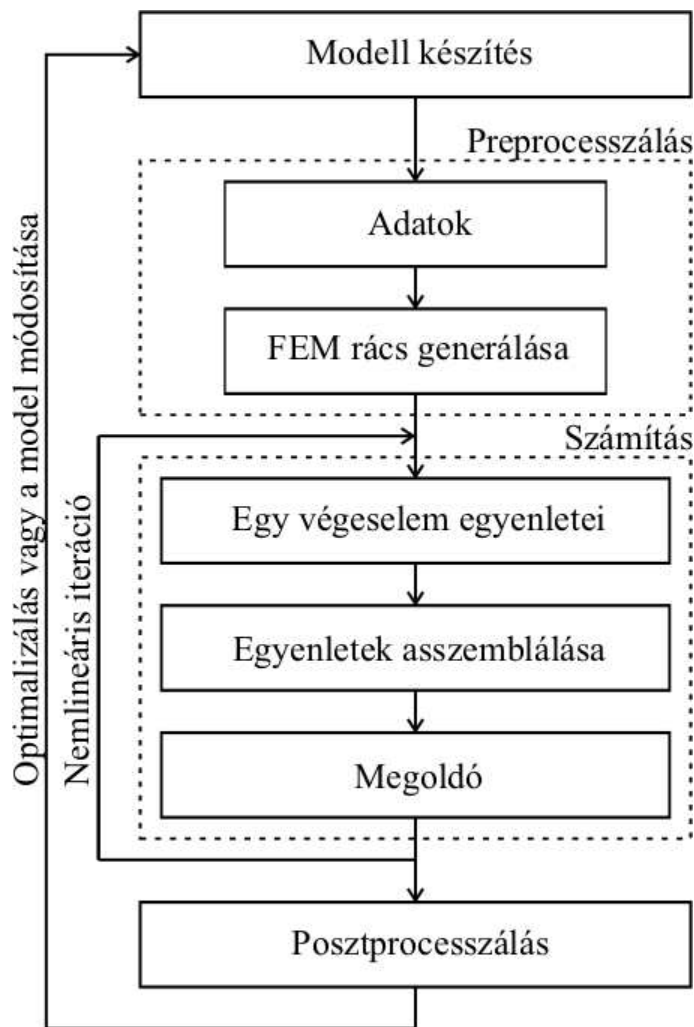 Modell készítés
Preprocesszálás
Adatok
FEM rács generálása
Számítás
Egy végeselem egyenletei
Egyenletek asszemblálása
Megoldó
Posztprocesszálás
Nemlineáris iteráció
Optimalizálás vagy a model módosítása